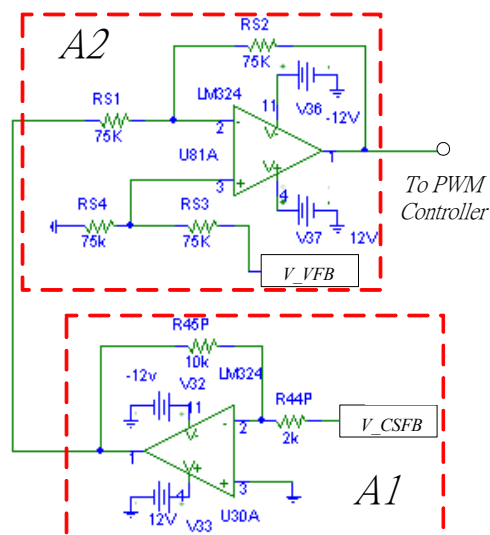 A2
RS2
75K
RS1
75K
LM324
11
V36
-12V
2
-
V-
U81A
1
V+
3
+
4
V37
12V
RS4
75k
RS3
75K
To PWM
Controller
V_VFB
R45P
10k
-12v
V32
LM324
11
R44P
2k
V_CSFB
2
-
V-
1
V+
4
+
3
12V
V33
U30A
A1